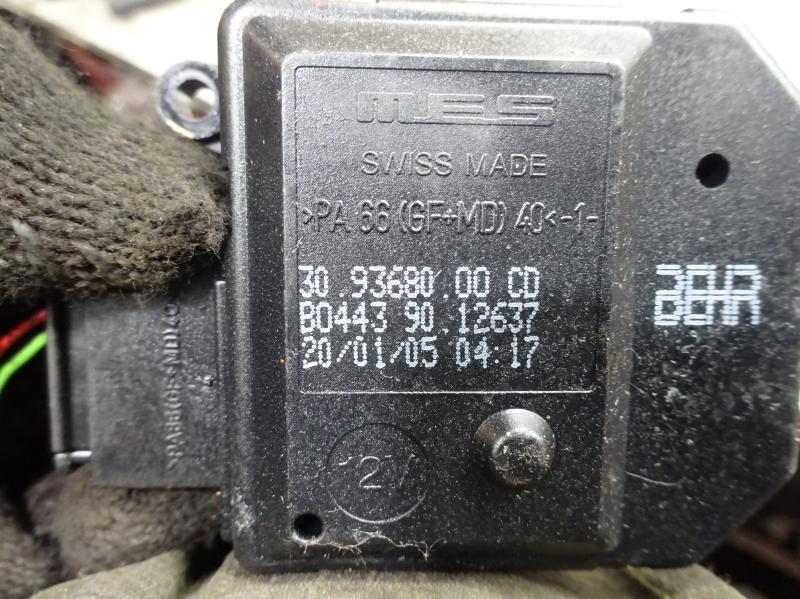 MES
SWISS MADE
>PA 66 (GF+MD) 40<-1-
30.93680.00 CD
B0443 90.12637
20/01/05 04:17
12V